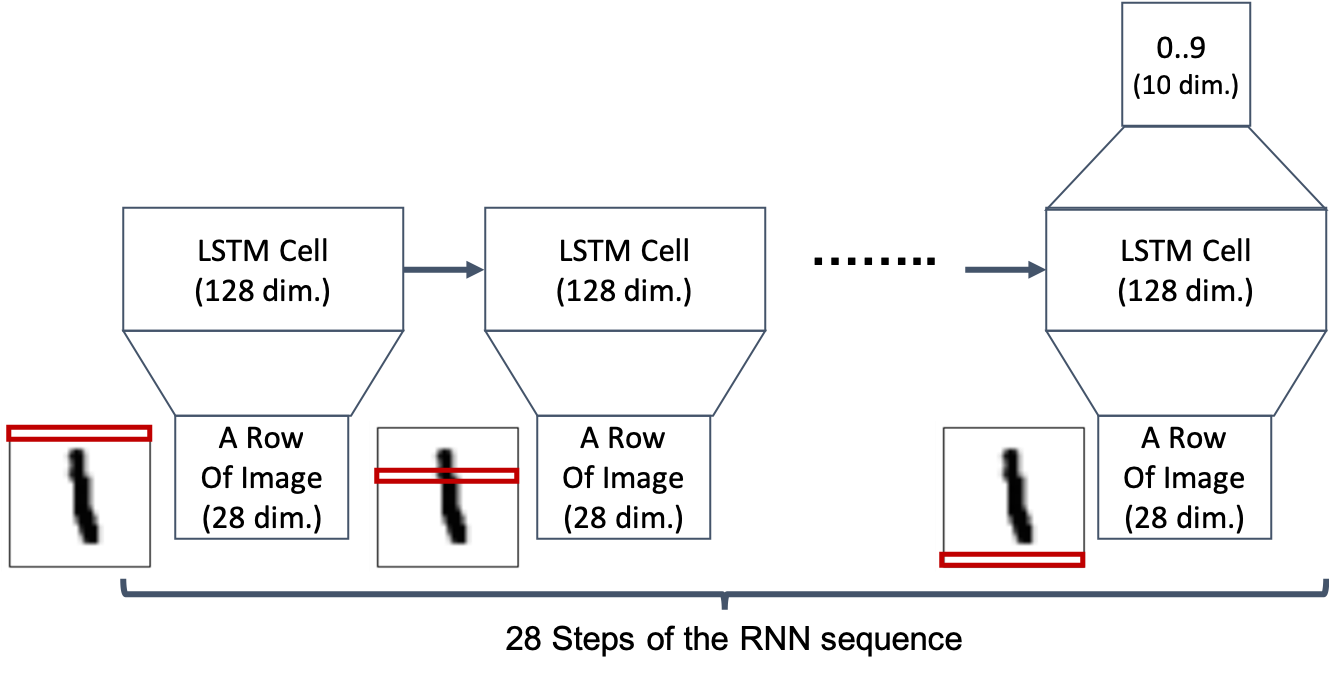 0..9
(10 dim.)
LSTM Cell
(128 dim.)
LSTM Cell
(128 dim.)
........
LSTM Cell
(128 dim.)
A Row
Of Image
(28 dim.)
A Row
Of Image
(28 dim.)
A Row
Of Image
(28 dim.)
28 Steps of the RNN sequence